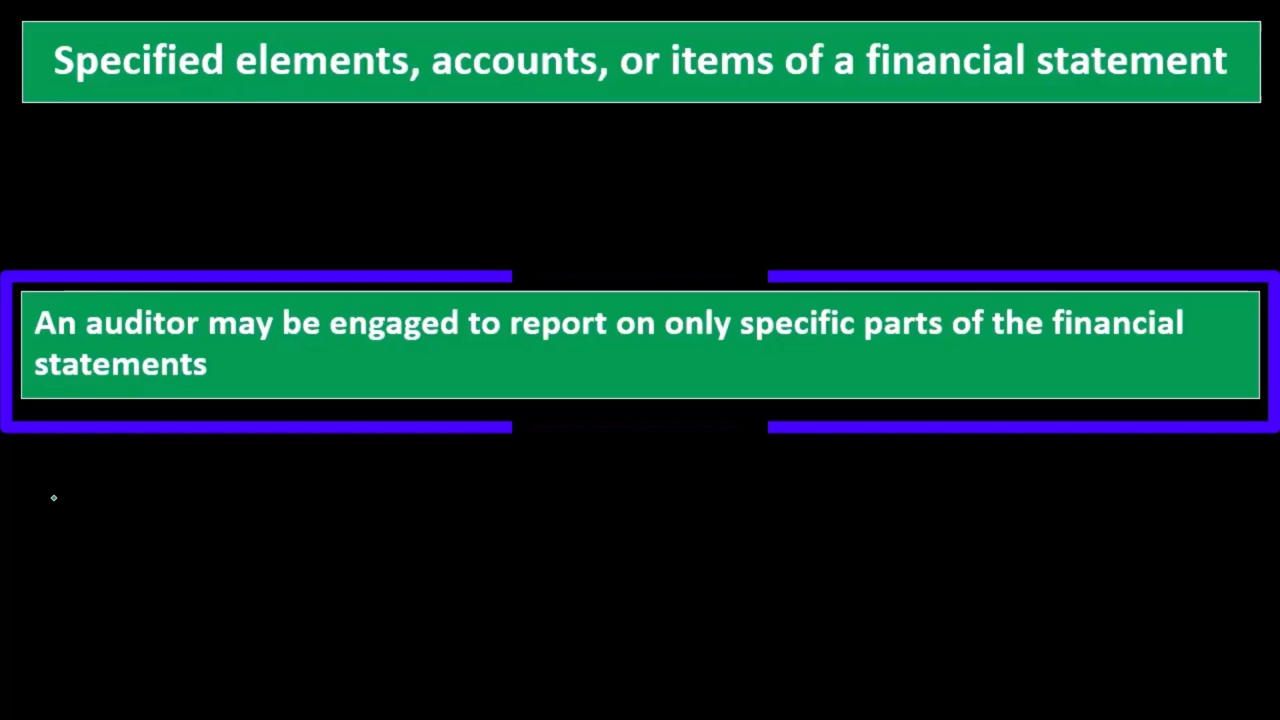 Specified elements, accounts, or items of a financial statement
An auditor may be engaged to report on only specific parts of the financial
statements